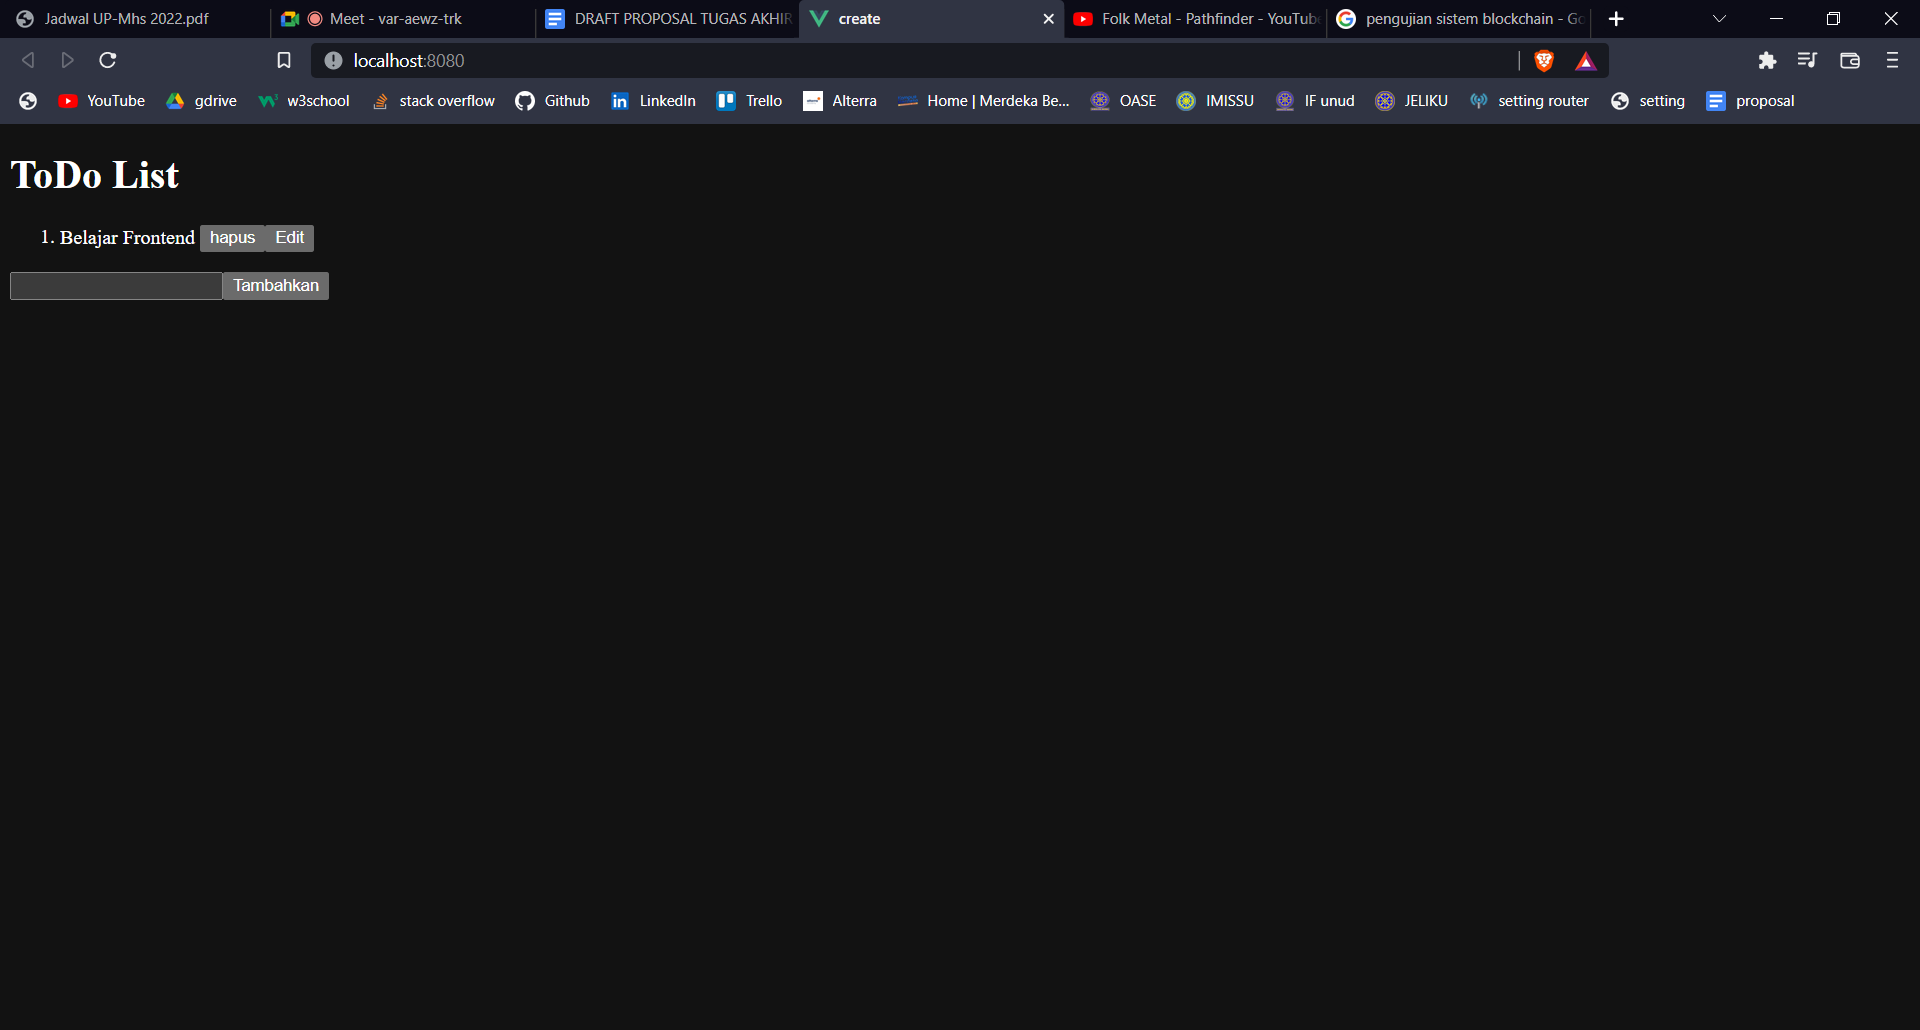 Jadwal UP-Mhs 2022.pdf
Meet - var-aewz-trk
DRAFT PROPOSAL TUGAS AKHIR
create
Folk Metal - Pathfinder - YouTube
pengujian sistem blockchain - Go
localhost:8080
YouTube
gdrive
w3school
stack overflow
Github
LinkedIn
Trello
Alterra
Home | Merdeka Be...
OASE
IMISSU
IF unud
JELIKU
setting router
setting
proposal
ToDo List
1. Belajar Frontend hapus Edit
Tambahkan